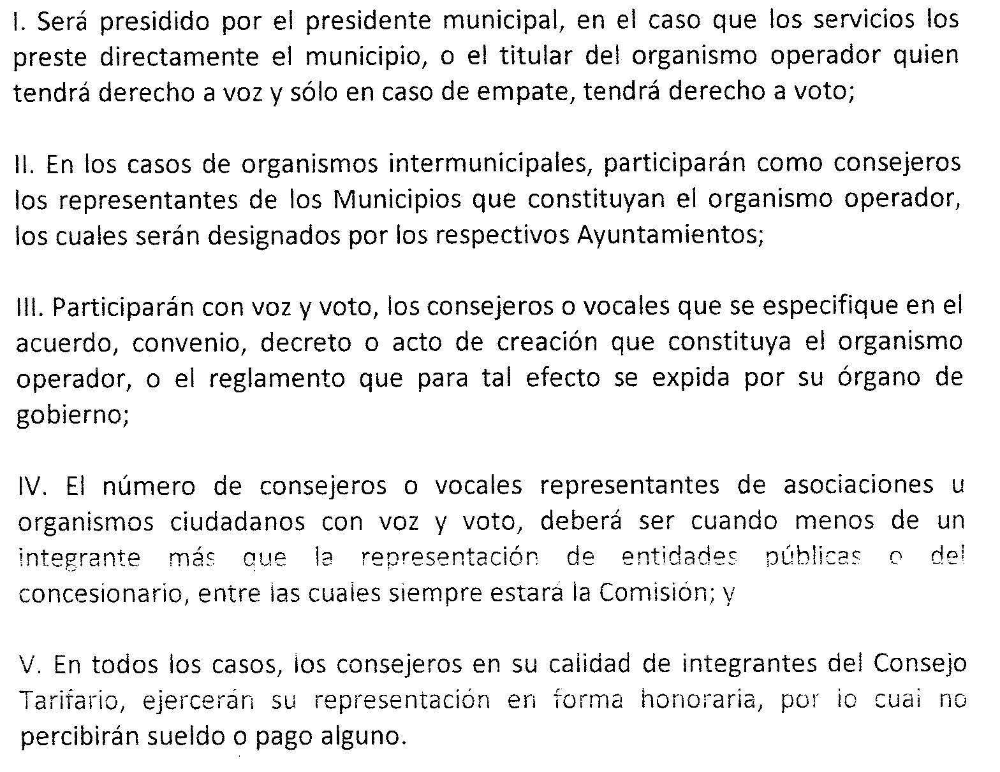 I. Será presidido por el presidente municipal, en el caso que los servicios los
preste directamente el municipio, o el titular del organismo operador quien
tendrá derecho a voz y sólo en caso de empate, tendrá derecho a voto;
II. En los casos de organismos intermunicipales, participarán como consejeros
los representantes de los Municipios que constituyan el organismo operador,
los cuales serán designados por los respectivos Ayuntamientos;
III. Participarán con voz y voto, los consejeros o vocales que se especifique en el
acuerdo, convenio, decreto o acto de creación que constituya el organismo
operador, o el reglamento que para tal efecto se expida por su órgano de
gobierno;
IV. El número de consejeros o vocales representantes de asociaciones u
organismos ciudadanos con voz y voto, deberá ser cuando menos de un
integrante más que la representación de entidades públicas o del
concesionario, entre las cuales siempre estará la Comisión; y
V. En todos los casos, los consejeros en su calidad de integrantes del Consejo
Tarifario, ejercerán su representación en forma honoraria, por lo cual no
percibirán sueldo o pago alguno.